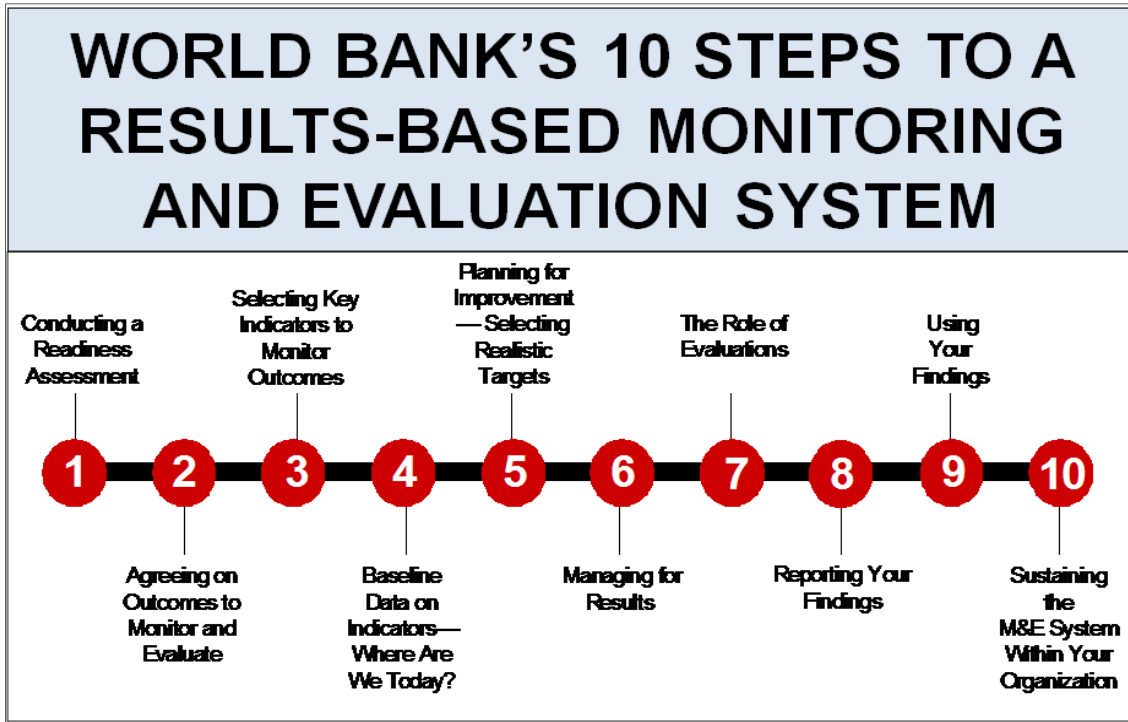 WORLD BANK'S 10 STEPS TO A
RESULTS-BASED MONITORING
AND EVALUATION SYSTEM
Conducting a
Readiness
Assessment
Selecting Key
Indicators to
Monitor
Outcomes
Planning for
Improvement
— Selecting
Realistic
Targets
The Role of
Evaluations
Using
Your
Findings
1 2 3 4 5 6 7 8 9 10
Agreeing on
Outcomes to
Monitor and
Evaluate
Baseline
Data on
Indicators—
Where Are
We Today?
Managing for
Results
Reporting Your
Findings
Sustaining
the
M&E System
Within Your
Organization